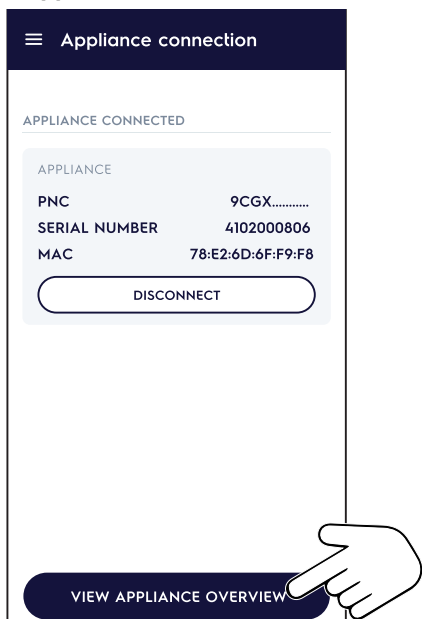 Appliance connection
APPLIANCE CONNECTED
APPLIANCE
PNC 9CGX...........
SERIAL NUMBER 4102000806
MAC 78:E2:6D:6F:F9:F8
DISCONNECT
VIEW APPLIANCE OVERVIEW